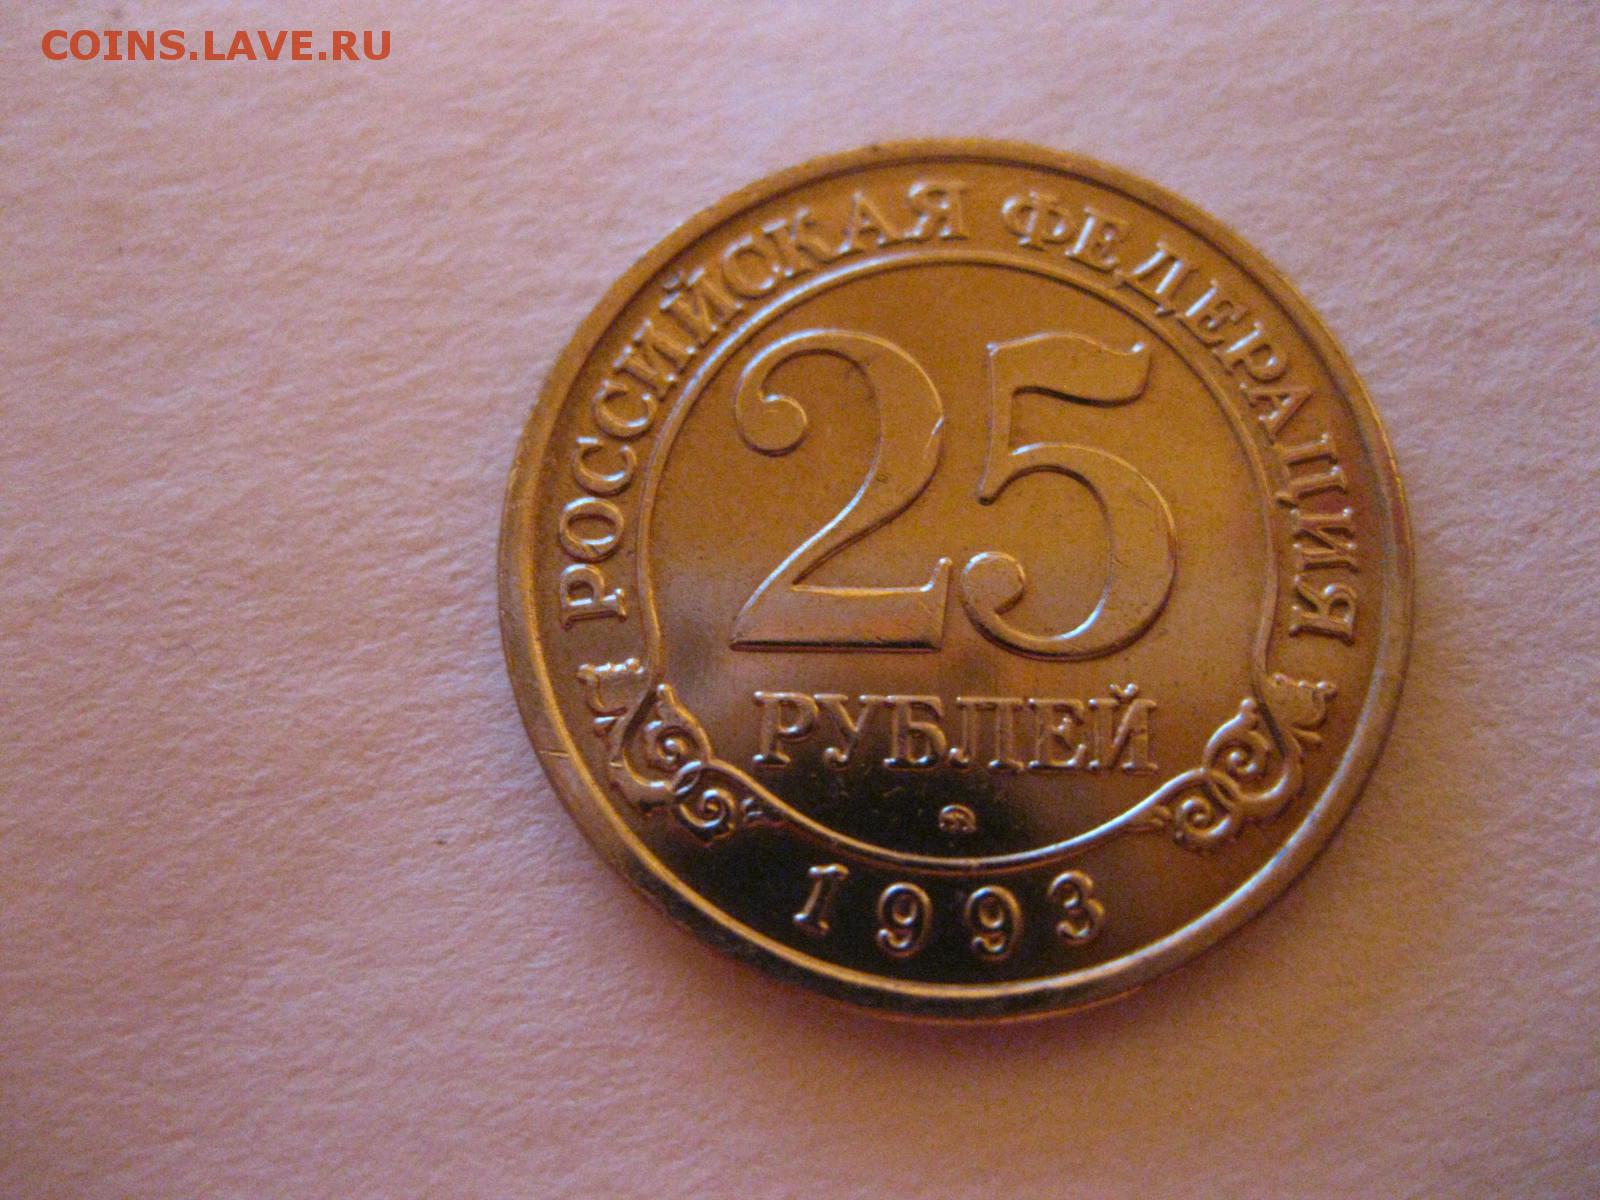 COINS.LAVE.RU
РОССИЙСКАЯ ФЕДЕРАЦИЯ
25
РУБЛЕЙ
1993